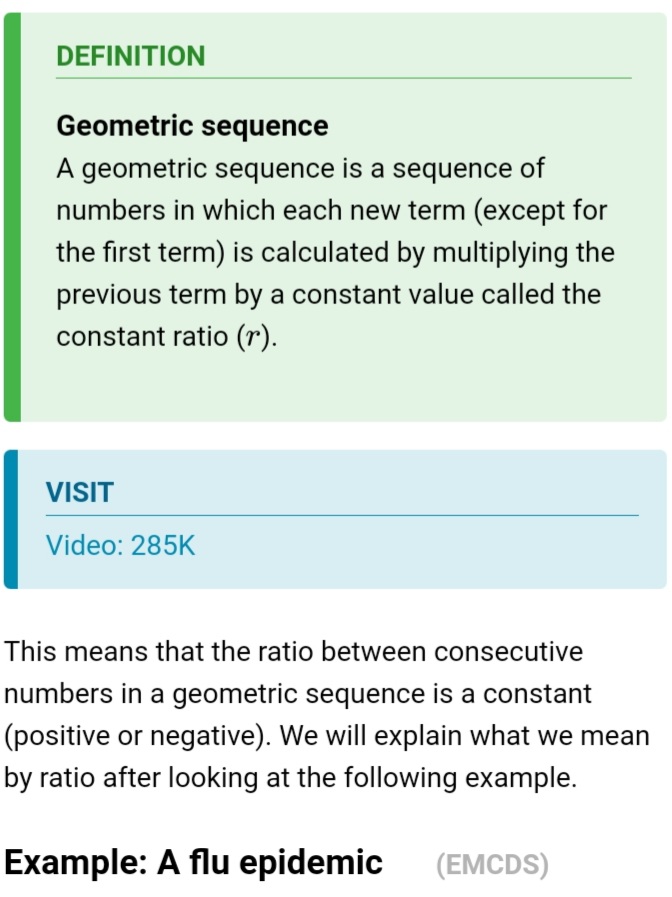 DEFINITION
Geometric sequence
A geometric sequence is a sequence of
numbers in which each new term (except for
the first term) is calculated by multiplying the
previous term by a constant value called the
constant ratio (r).
VISIT
Video: 285K
This means that the ratio between consecutive
numbers in a geometric sequence is a constant
(positive or negative). We will explain what we mean
by ratio after looking at the following example.
Example: A flu epidemic (EMCDS)